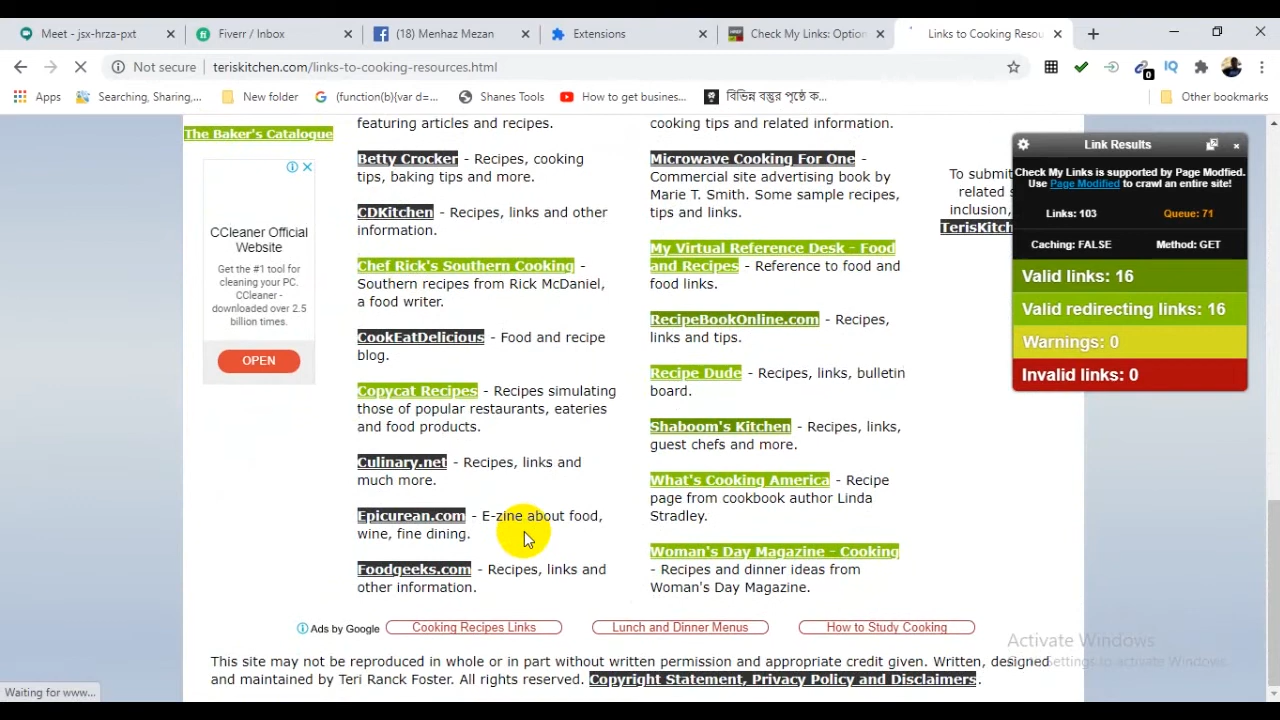 Meet - jsx-hrza-pxt
Fiverr / Inbox
(18) Menhaz Mezan
Extensions
Check My Links: Option
Links to Cooking Resou
Not secure
teriskitchen.com/links-to-cooking-resources.html
0
IQ
Apps
Searching, Sharing,...
New folder
(function(b){var d=...
Shanes Tools
How to get busines...
বিভিন্ন বস্তুর পৃষ্ঠে ক...
Other bookmarks
The Baker's Catalogue
CCleaner Official
Website
Get the #1 tool for
cleaning your PC.
CCleaner -
downloaded over 2.5
billion times.
OPEN
featuring articles and recipes.
Betty Crocker - Recipes, cooking
tips, baking tips and more.
CDKitchen - Recipes, links and other
information.
Chef Rick's Southern Cooking -
Southern recipes from Rick McDaniel,
a food writer.
CookEatDelicious - Food and recipe
blog.
Copycat Recipes - Recipes simulating
those of popular restaurants, eateries
and food products.
Culinary.net - Recipes, links and
much more.
Epicurean.com - E-zine about food,
wine, fine dining.
Foodgeeks.com - Recipes, links and
other information.
cooking tips and related information.
Microwave Cooking For One -
Commercial site advertising book by
Marie T. Smith. Some sample recipes,
tips and links.
My Virtual Reference Desk - Food
and Recipes - Reference to food and
food links.
RecipeBookOnline.com - Recipes,
links and tips.
Recipe Dude - Recipes, links, bulletin
board.
Shaboom's Kitchen - Recipes, links,
guest chefs and more.
What's Cooking America - Recipe
page from cookbook author Linda
Stradley.
Woman's Day Magazine - Cooking
- Recipes and dinner ideas from
Woman's Day Magazine.
To submit
related s
inclusion,
TerisKitch
Link Results
Check My Links is supported by Page Modfied.
Use Page Modified to crawl an entire site!
Links: 103
Queue: 71
Caching: FALSE
Method: GET
Valid links: 16
Valid redirecting links: 16
Warnings: 0
Invalid links: 0
Ads by Google
Cooking Recipes Links
Lunch and Dinner Menus
How to Study Cooking
Activate Windows
Go to Settings to activate Windows.
This site may not be reproduced in whole or in part without written permission and appropriate credit given. Written, designed
and maintained by Teri Ranck Foster. All rights reserved. Copyright Statement, Privacy Policy and Disclaimers.
Waiting for www...